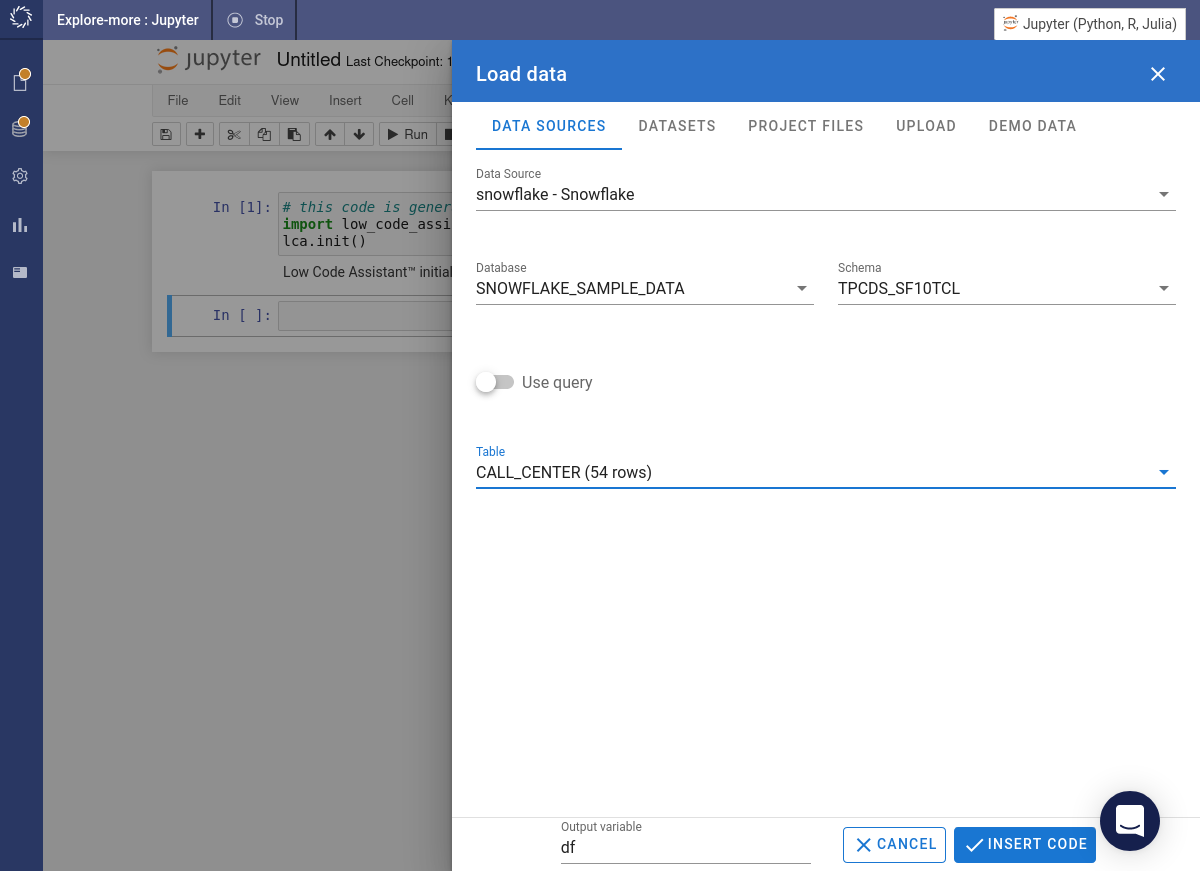 Explore-more : Jupyter
Stop
Jupyter (Python, R, Julia)
jupyter Untitled Last Checkpoint: 1
File Edit View Insert Cell K
Run
In [1]: # this code is gener
import low_code_assi
lca.init()
Low Code Assistant™ initial
In [ ]:
Load data
DATA SOURCES DATASETS PROJECT FILES UPLOAD DEMO DATA
Data Source
snowflake - Snowflake
Database Schema
SNOWFLAKE_SAMPLE_DATA TPCDS_SF10TCL
Use query
Table
CALL_CENTER (54 rows)
Output variable
df
CANCEL INSERT CODE